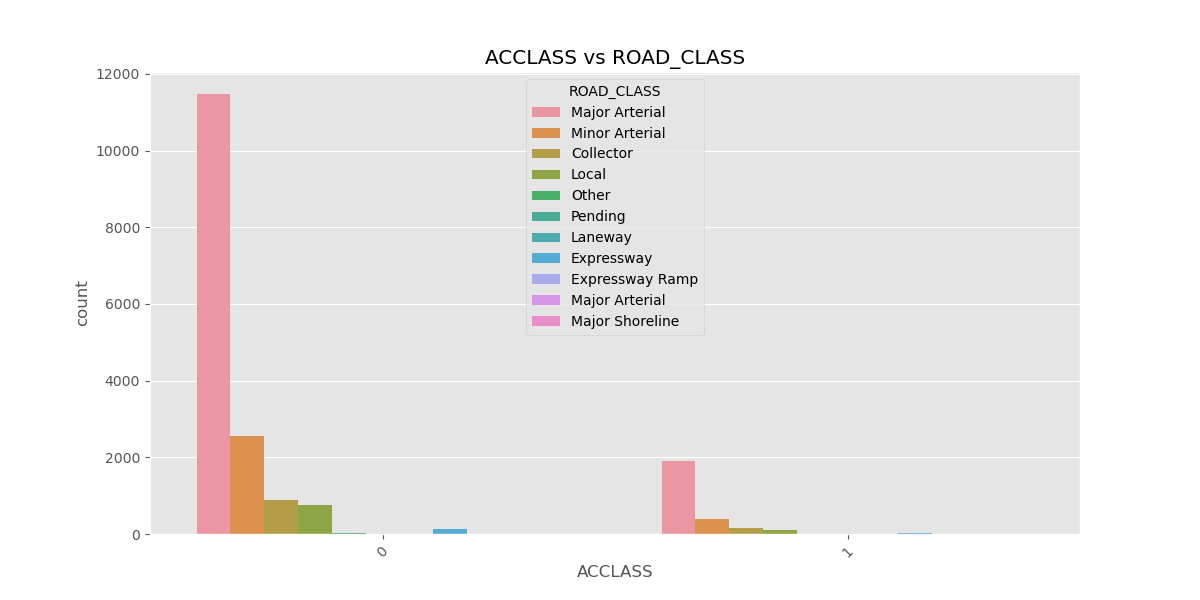 ACCLASS vs ROAD_CLASS
12000
10000
8000
6000
4000
2000
0
count
ROAD_CLASS
Major Arterial
Minor Arterial
Collector
Local
Other
Pending
Laneway
Expressway
Expressway Ramp
Major Arterial
Major Shoreline
0
1
ACCLASS